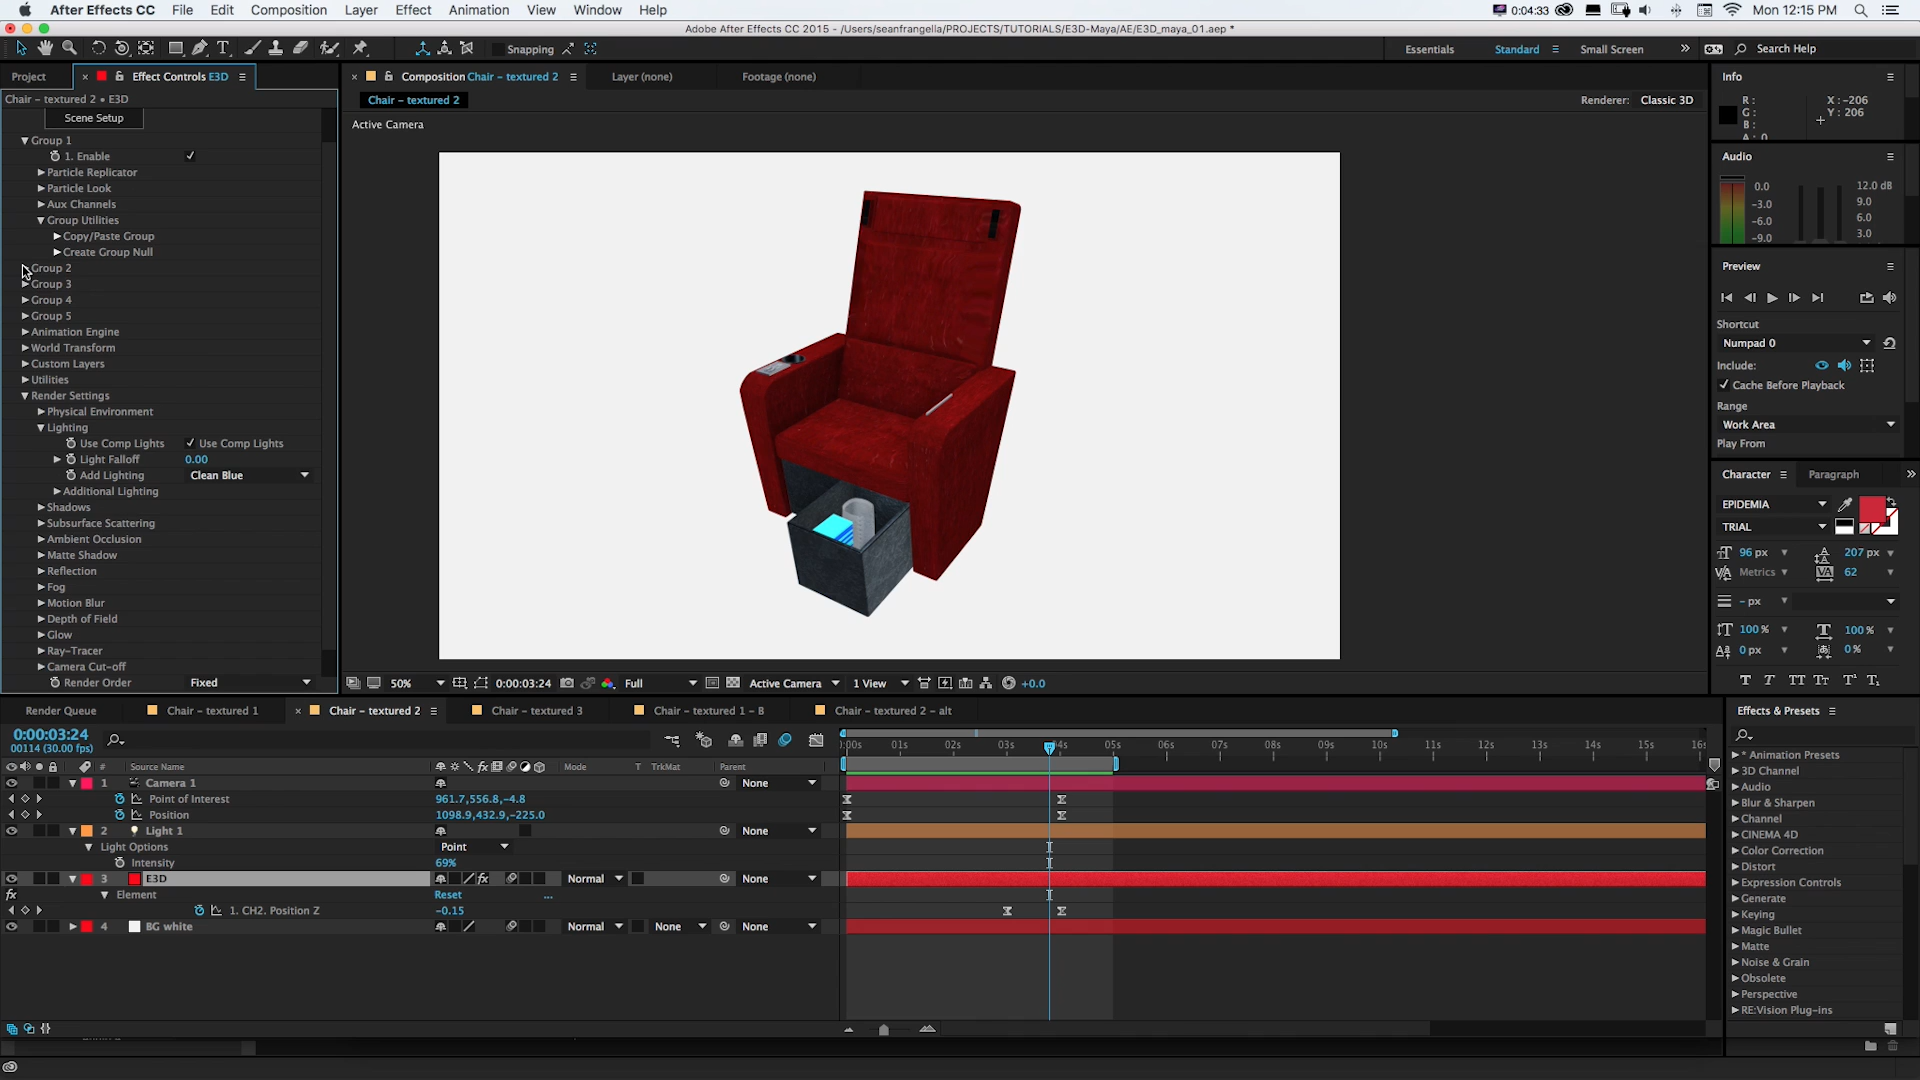 After Effects CC File Edit Composition Layer Effect Animation View Window Help 0:04:33 Mon 12:15 PM
Adobe After Effects CC 2015 - /Users/seanfrangella/PROJECTS/TUTORIALS/E3D-Maya/AE/E3D_maya_01.aep *
Snapping Essentials Standard Small Screen Search Help
Project Effect Controls E3D Composition Chair – textured 2 Layer (none) Footage (none) Info
Chair – textured 2 • E3D
Chair – textured 2 Renderer: Classic 3D
R: X: -206
G: Y: 206
B:
A: 0
Active Camera
Scene Setup
Group 1
1. Enable
Particle Replicator
Particle Look
Aux Channels
Group Utilities
Copy/Paste Group
Create Group Null
Group 2
Group 3
Group 4
Group 5
Animation Engine
World Transform
Custom Layers
Utilities
Render Settings
Physical Environment
Lighting
Use Comp Lights Use Comp Lights
Light Falloff 0.00
Add Lighting Clean Blue
Additional Lighting
Shadows
Subsurface Scattering
Ambient Occlusion
Matte Shadow
Reflection
Fog
Motion Blur
Depth of Field
Glow
Ray-Tracer
Camera Cut-off
Render Order Fixed
50% 0:00:03:24 Full Active Camera 1 View +0.0
Audio
0.0 12.0 dB
-3.0 9.0
-6.0 6.0
-9.0 3.0
Preview
Shortcut
Numpad 0
Include:
Cache Before Playback
Range
Work Area
Play From
Character Paragraph
EPIDEMIA
TRIAL
96 px 207 px
Metrics 62
- px
100 % 100 %
0 px 0 %
T T TT Tt T¹ T₁
Render Queue Chair – textured 1 Chair – textured 2 Chair – textured 3 Chair – textured 1 – B Chair – textured 2 – alt
0:00:03:24
00114 (30.00 fps)
:00s 01s 02s 03s 04s 05s 06s 07s 08s 09s 10s 11s 12s 13s 14s 15s 16s
# Source Name Mode T TrkMat Parent
1 Camera 1 None
Point of Interest 961.7,556.8,-4.8
Position 1098.9,432.9,-225.0
2 Light 1 None
Light Options Point
Intensity 69%
3 E3D fx Normal None
fx Element Reset ...
1. CH2. Position Z -0.15
4 BG white Normal None None
Effects & Presets
* Animation Presets
3D Channel
Audio
Blur & Sharpen
Channel
CINEMA 4D
Color Correction
Distort
Expression Controls
Generate
Keying
Magic Bullet
Matte
Noise & Grain
Obsolete
Perspective
RE:Vision Plug-ins